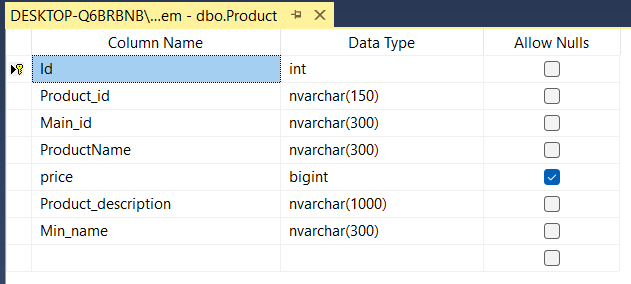 DESKTOP-Q6BRBNB\...em - dbo.Product
Column Name Data Type Allow Nulls
Id int
Product_id nvarchar(150)
Main_id nvarchar(300)
ProductName nvarchar(300)
price bigint
Product_description nvarchar(1000)
Min_name nvarchar(300)